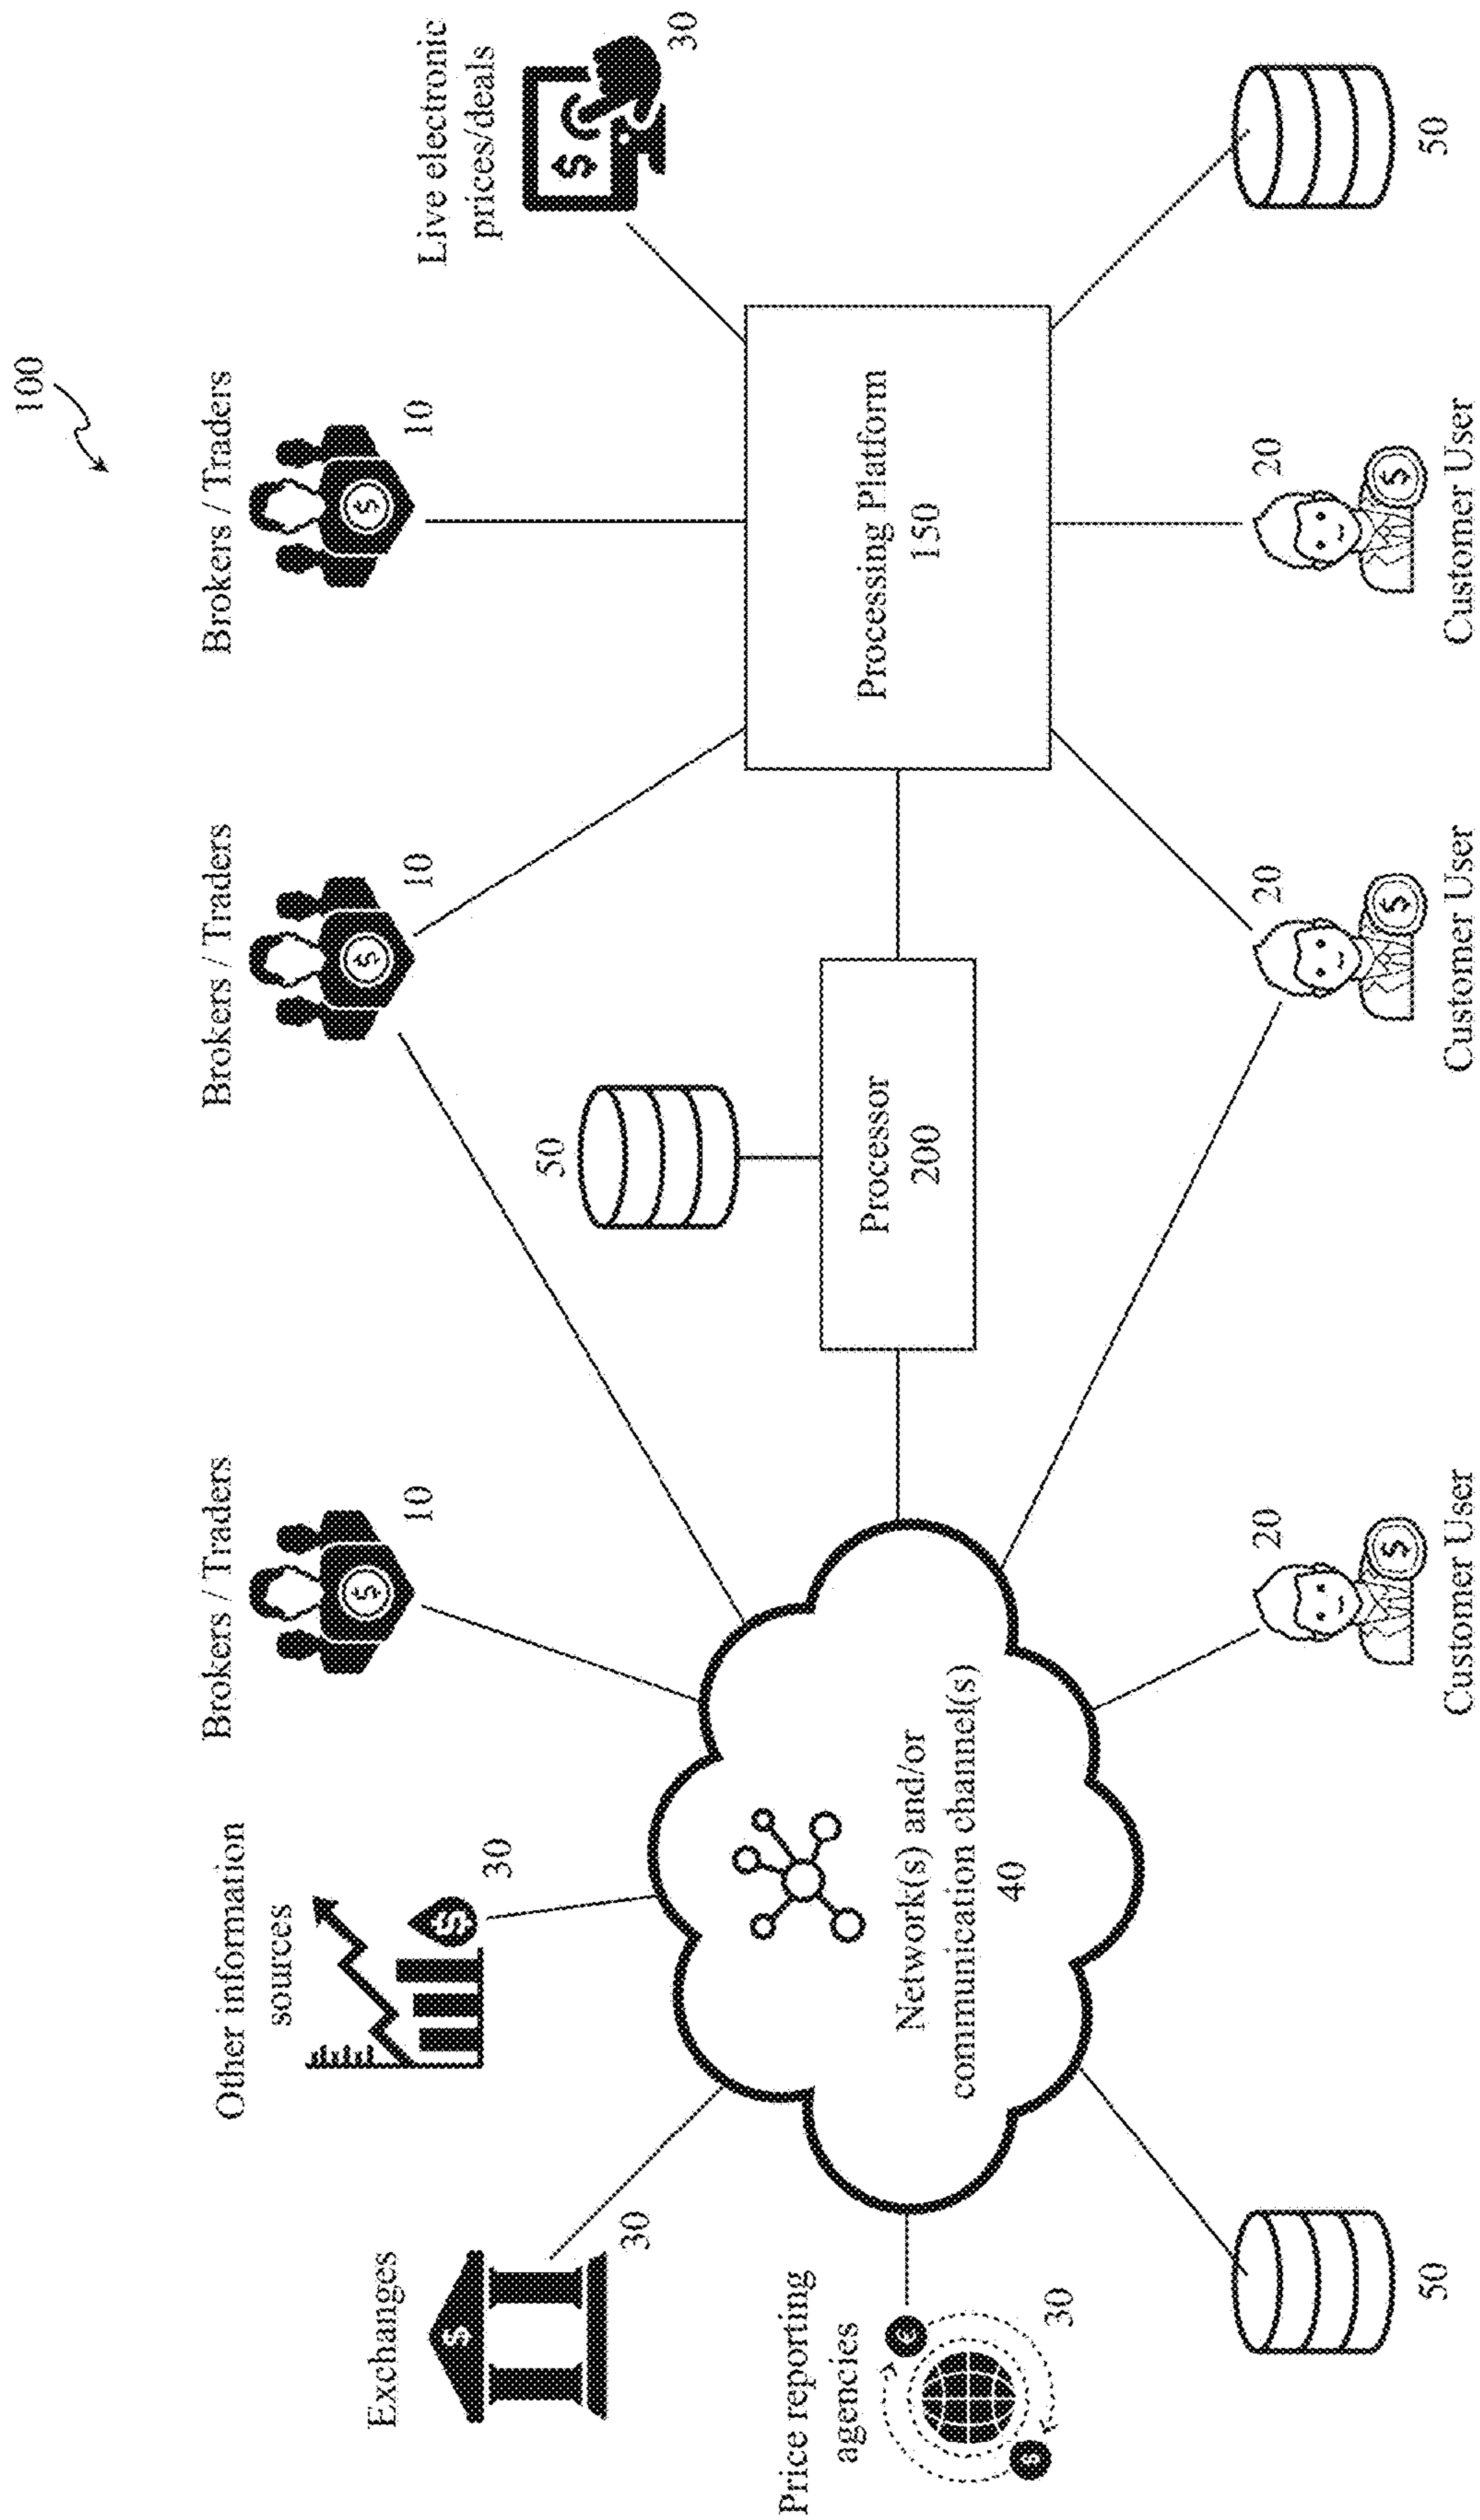 100
Exchanges
30
Other information
sources
30
Brokers / Traders
10
Brokers / Traders
10
Brokers / Traders
10
Live electronic
prices/deals
$
30
Price reporting
agencies
30
Network(s) and/or
communication channel(s)
40
50
Processor
200
Processing Platform
150
50
20
Customer User
20
Customer User
20
Customer User
50